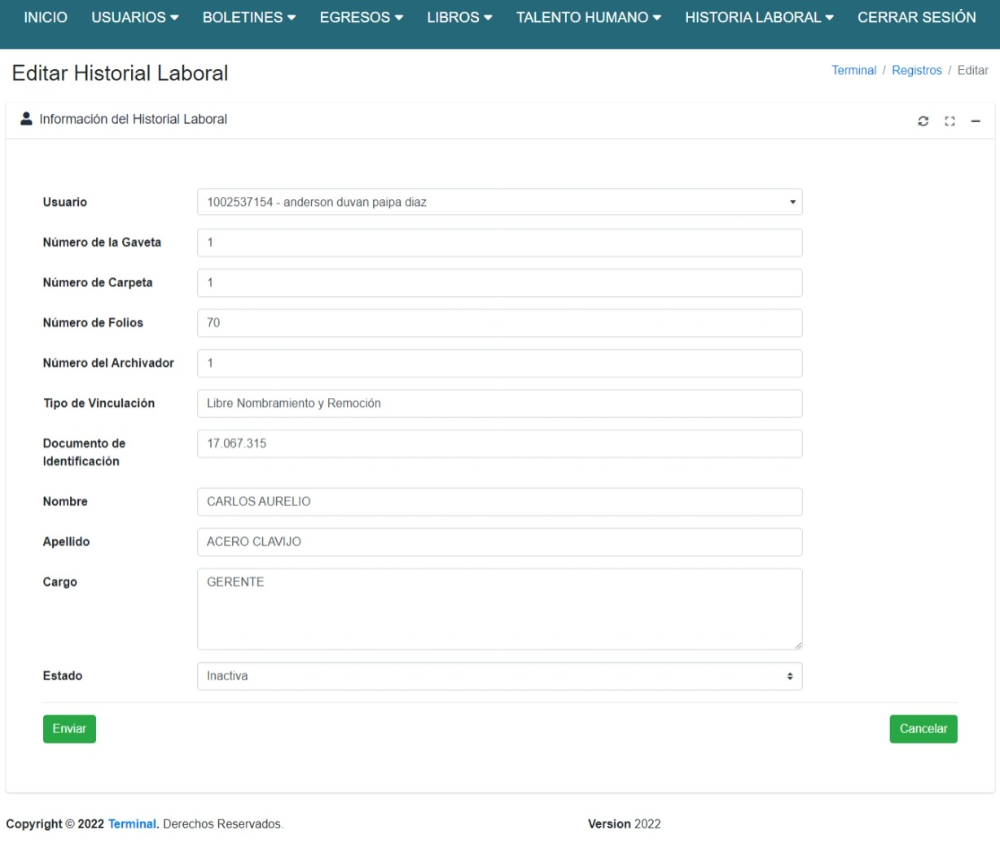 INICIO USUARIOS BOLETINES EGRESOS LIBROS TALENTO HUMANO HISTORIA LABORAL CERRAR SESIÓN
Editar Historial Laboral
Terminal / Registros / Editar
Información del Historial Laboral
Usuario 1002537154 - anderson duvan paipa diaz
Número de la Gaveta 1
Número de Carpeta 1
Número de Folios 70
Número del Archivador 1
Tipo de Vinculación Libre Nombramiento y Remoción
Documento de 17.067.315
Identificación
Nombre CARLOS AURELIO
Apellido ACERO CLAVIJO
Cargo GERENTE
Estado Inactiva
Enviar Cancelar
Copyright © 2022 Terminal. Derechos Reservados. Version 2022